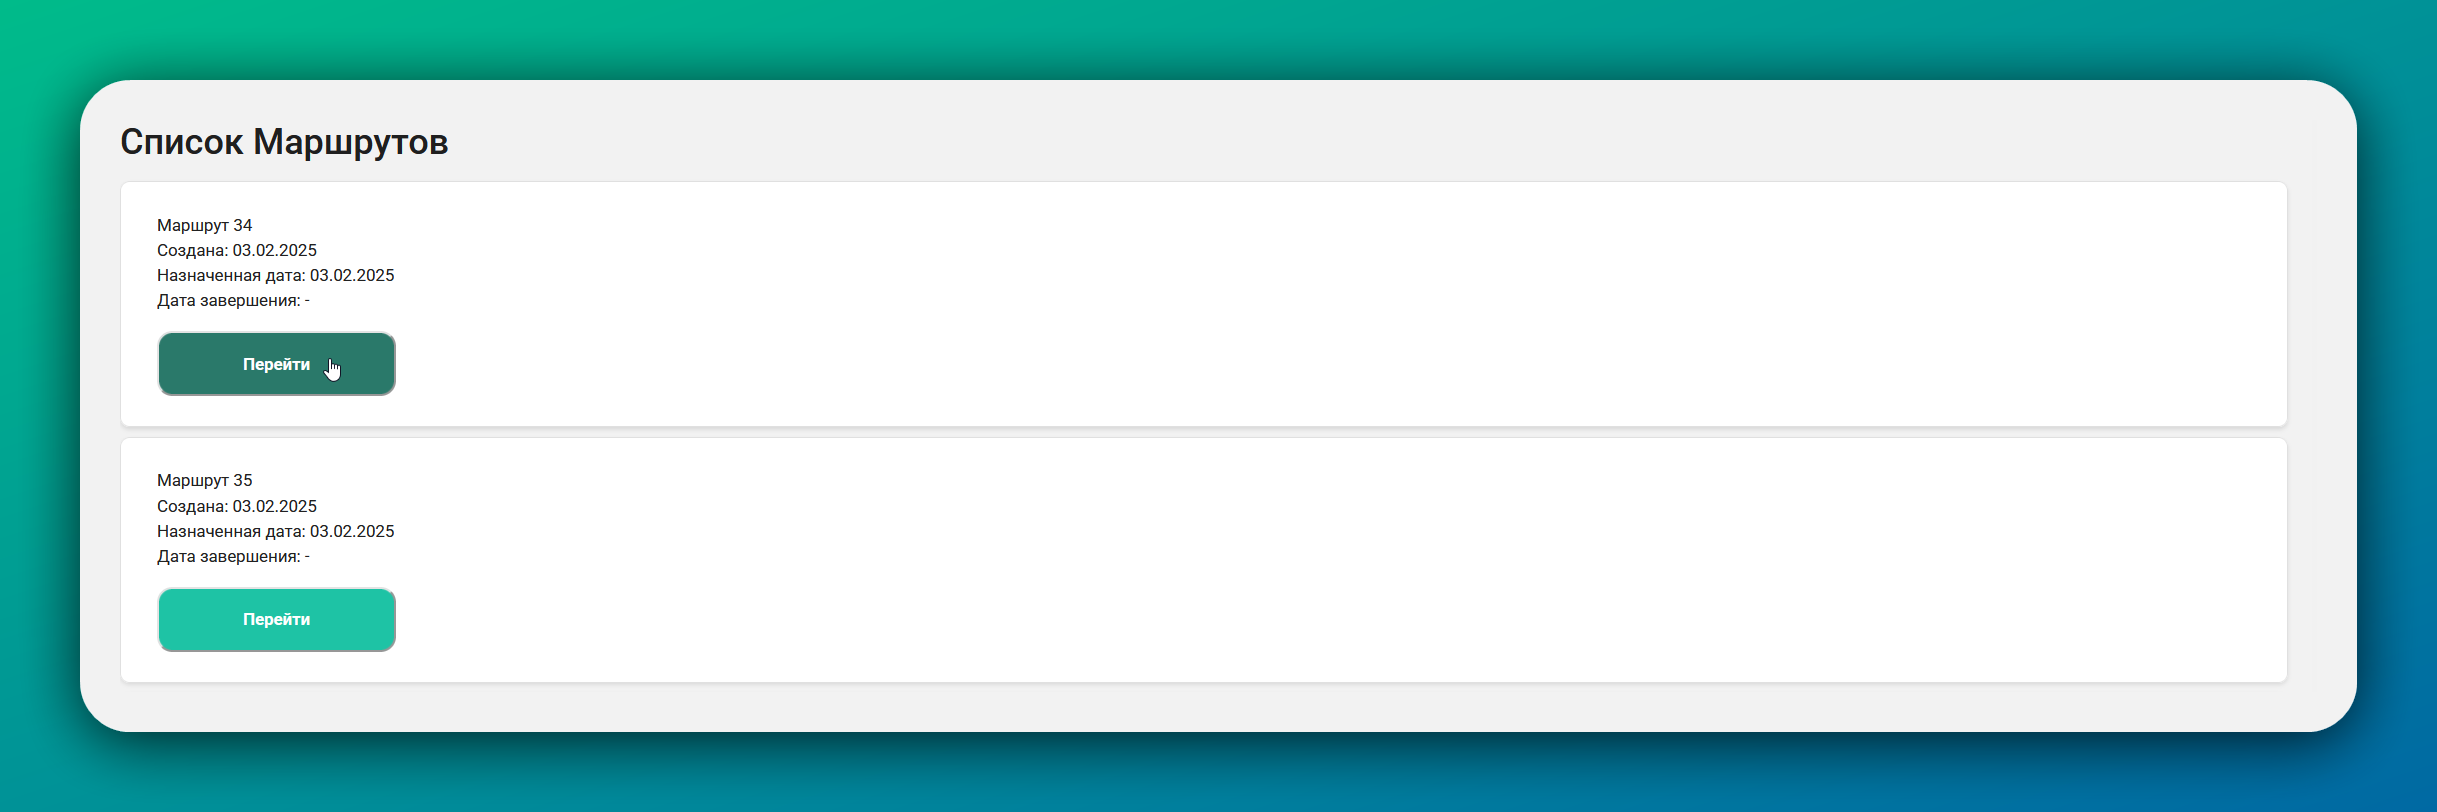 Список Маршрутов
Маршрут 34
Создана: 03.02.2025
Назначенная дата: 03.02.2025
Дата завершения: -
Перейти
Маршрут 35
Создана: 03.02.2025
Назначенная дата: 03.02.2025
Дата завершения: -
Перейти